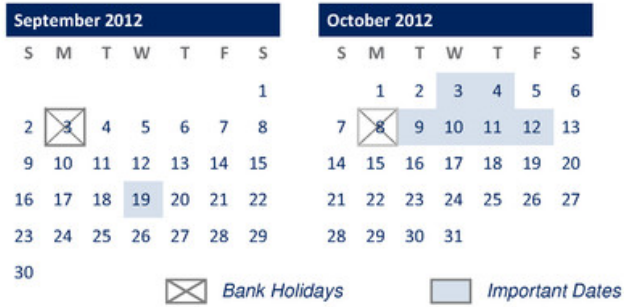 September 2012
S M T W T F S
1
2 3 4 5 6 7 8
9 10 11 12 13 14 15
16 17 18 19 20 21 22
23 24 25 26 27 28 29
30
October 2012
S M T W T F S
1 2 3 4 5 6
7 8 9 10 11 12 13
14 15 16 17 18 19 20
21 22 23 24 25 26 27
28 29 30 31
Bank Holidays
Important Dates